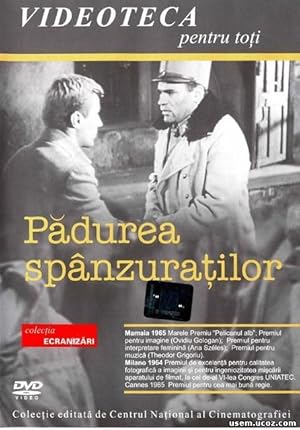 VIDEOTECA
pentru toți
Pădurea
spânzuraților
colecția
ECRANIZĂRI
Mamaia 1965 Marele Premiu "Pelicanul alb"; Premiul
pentru imagine (Ovidiu Gologan); Premiul pentru
interpretare feminină (Ana Széles); Premiul pentru
muzică (Theodor Grigoriu).
Milano 1964 Premiul de excelență pentru calitatea
fotografică a imaginii și pentru ingeniozitatea mișcării
aparatului de filmat, la cel de-al VI-lea Congres UNIATEC.
Cannes 1965 Premiul pentru cea mai bună regie.
DVD
VIDEO
Colecție editată de Centrul Național al Cinematografiei
usem.ucoz.com